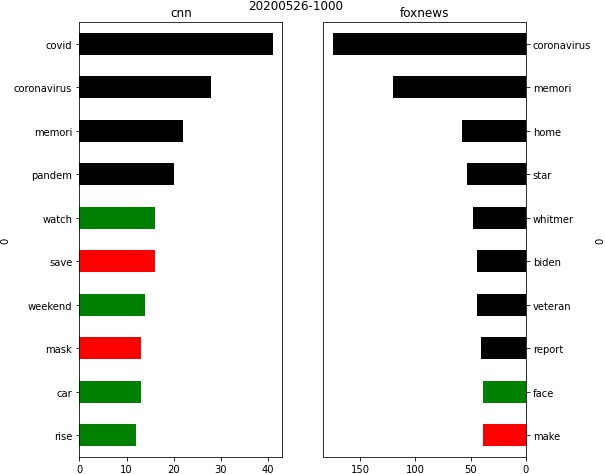 20200526-1000
cnn
foxnews
covid
coronavirus
memori
pandem
watch
save
weekend
mask
car
rise
0
0 10 20 30 40
coronavirus
memori
home
star
whitmer
biden
veteran
report
face
make
0
150 100 50 0